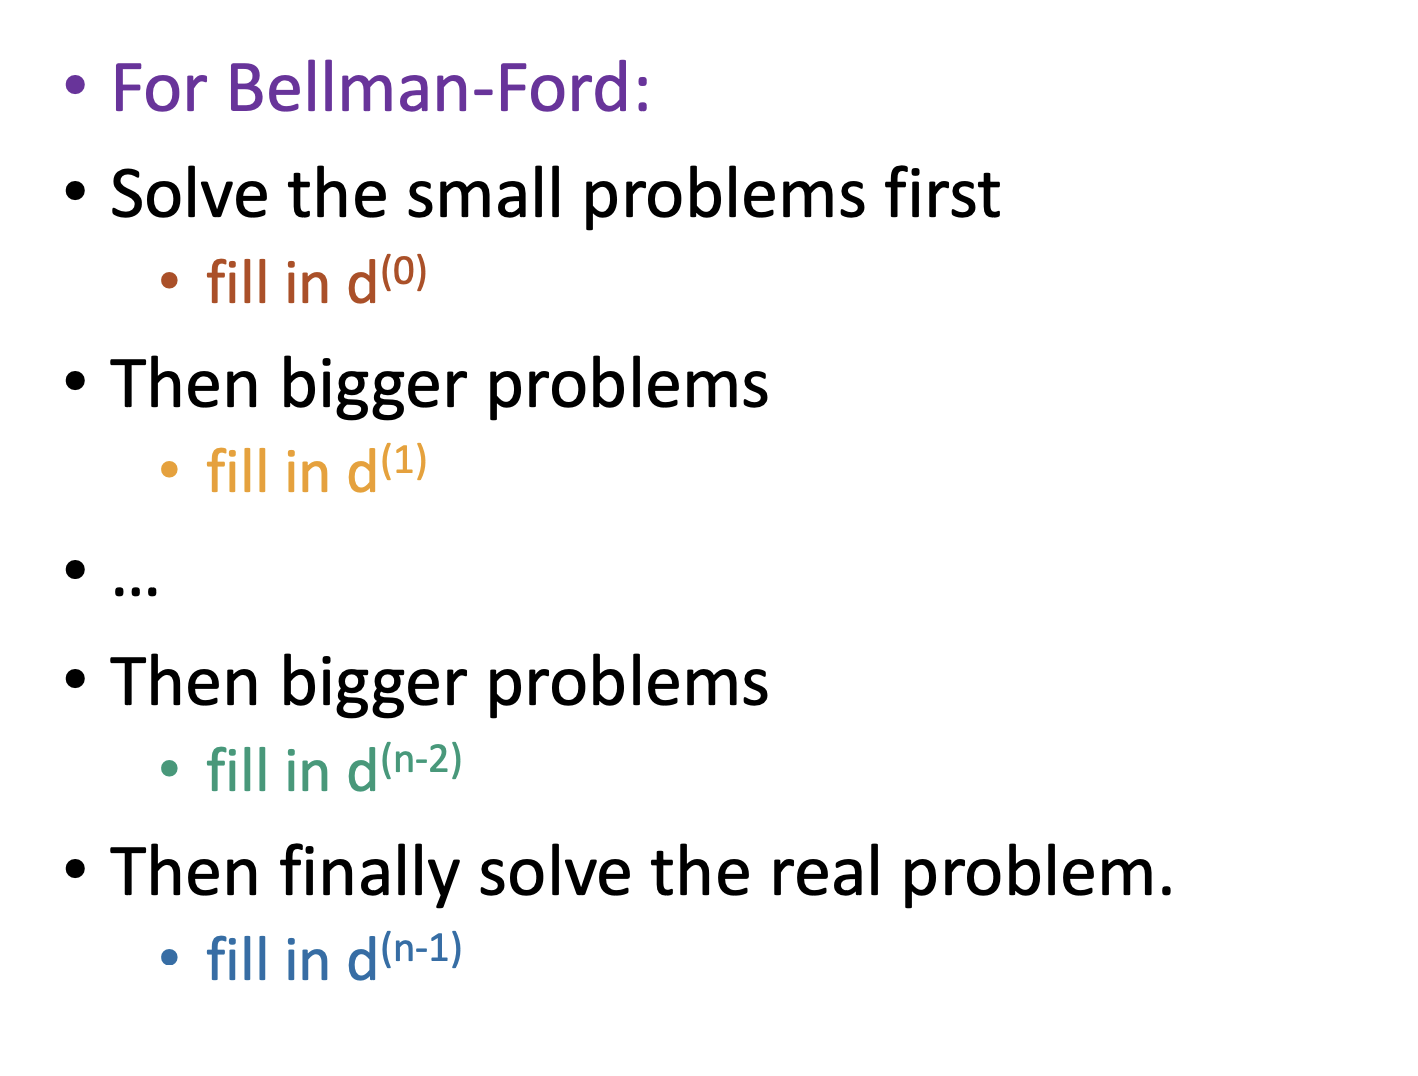 • For Bellman-Ford:
• Solve the small problems first
• fill in d⁽⁰⁾
• Then bigger problems
• fill in d⁽¹⁾
• ...
• Then bigger problems
• fill in d⁽ⁿ⁻²⁾
• Then finally solve the real problem.
• fill in d⁽ⁿ⁻¹⁾